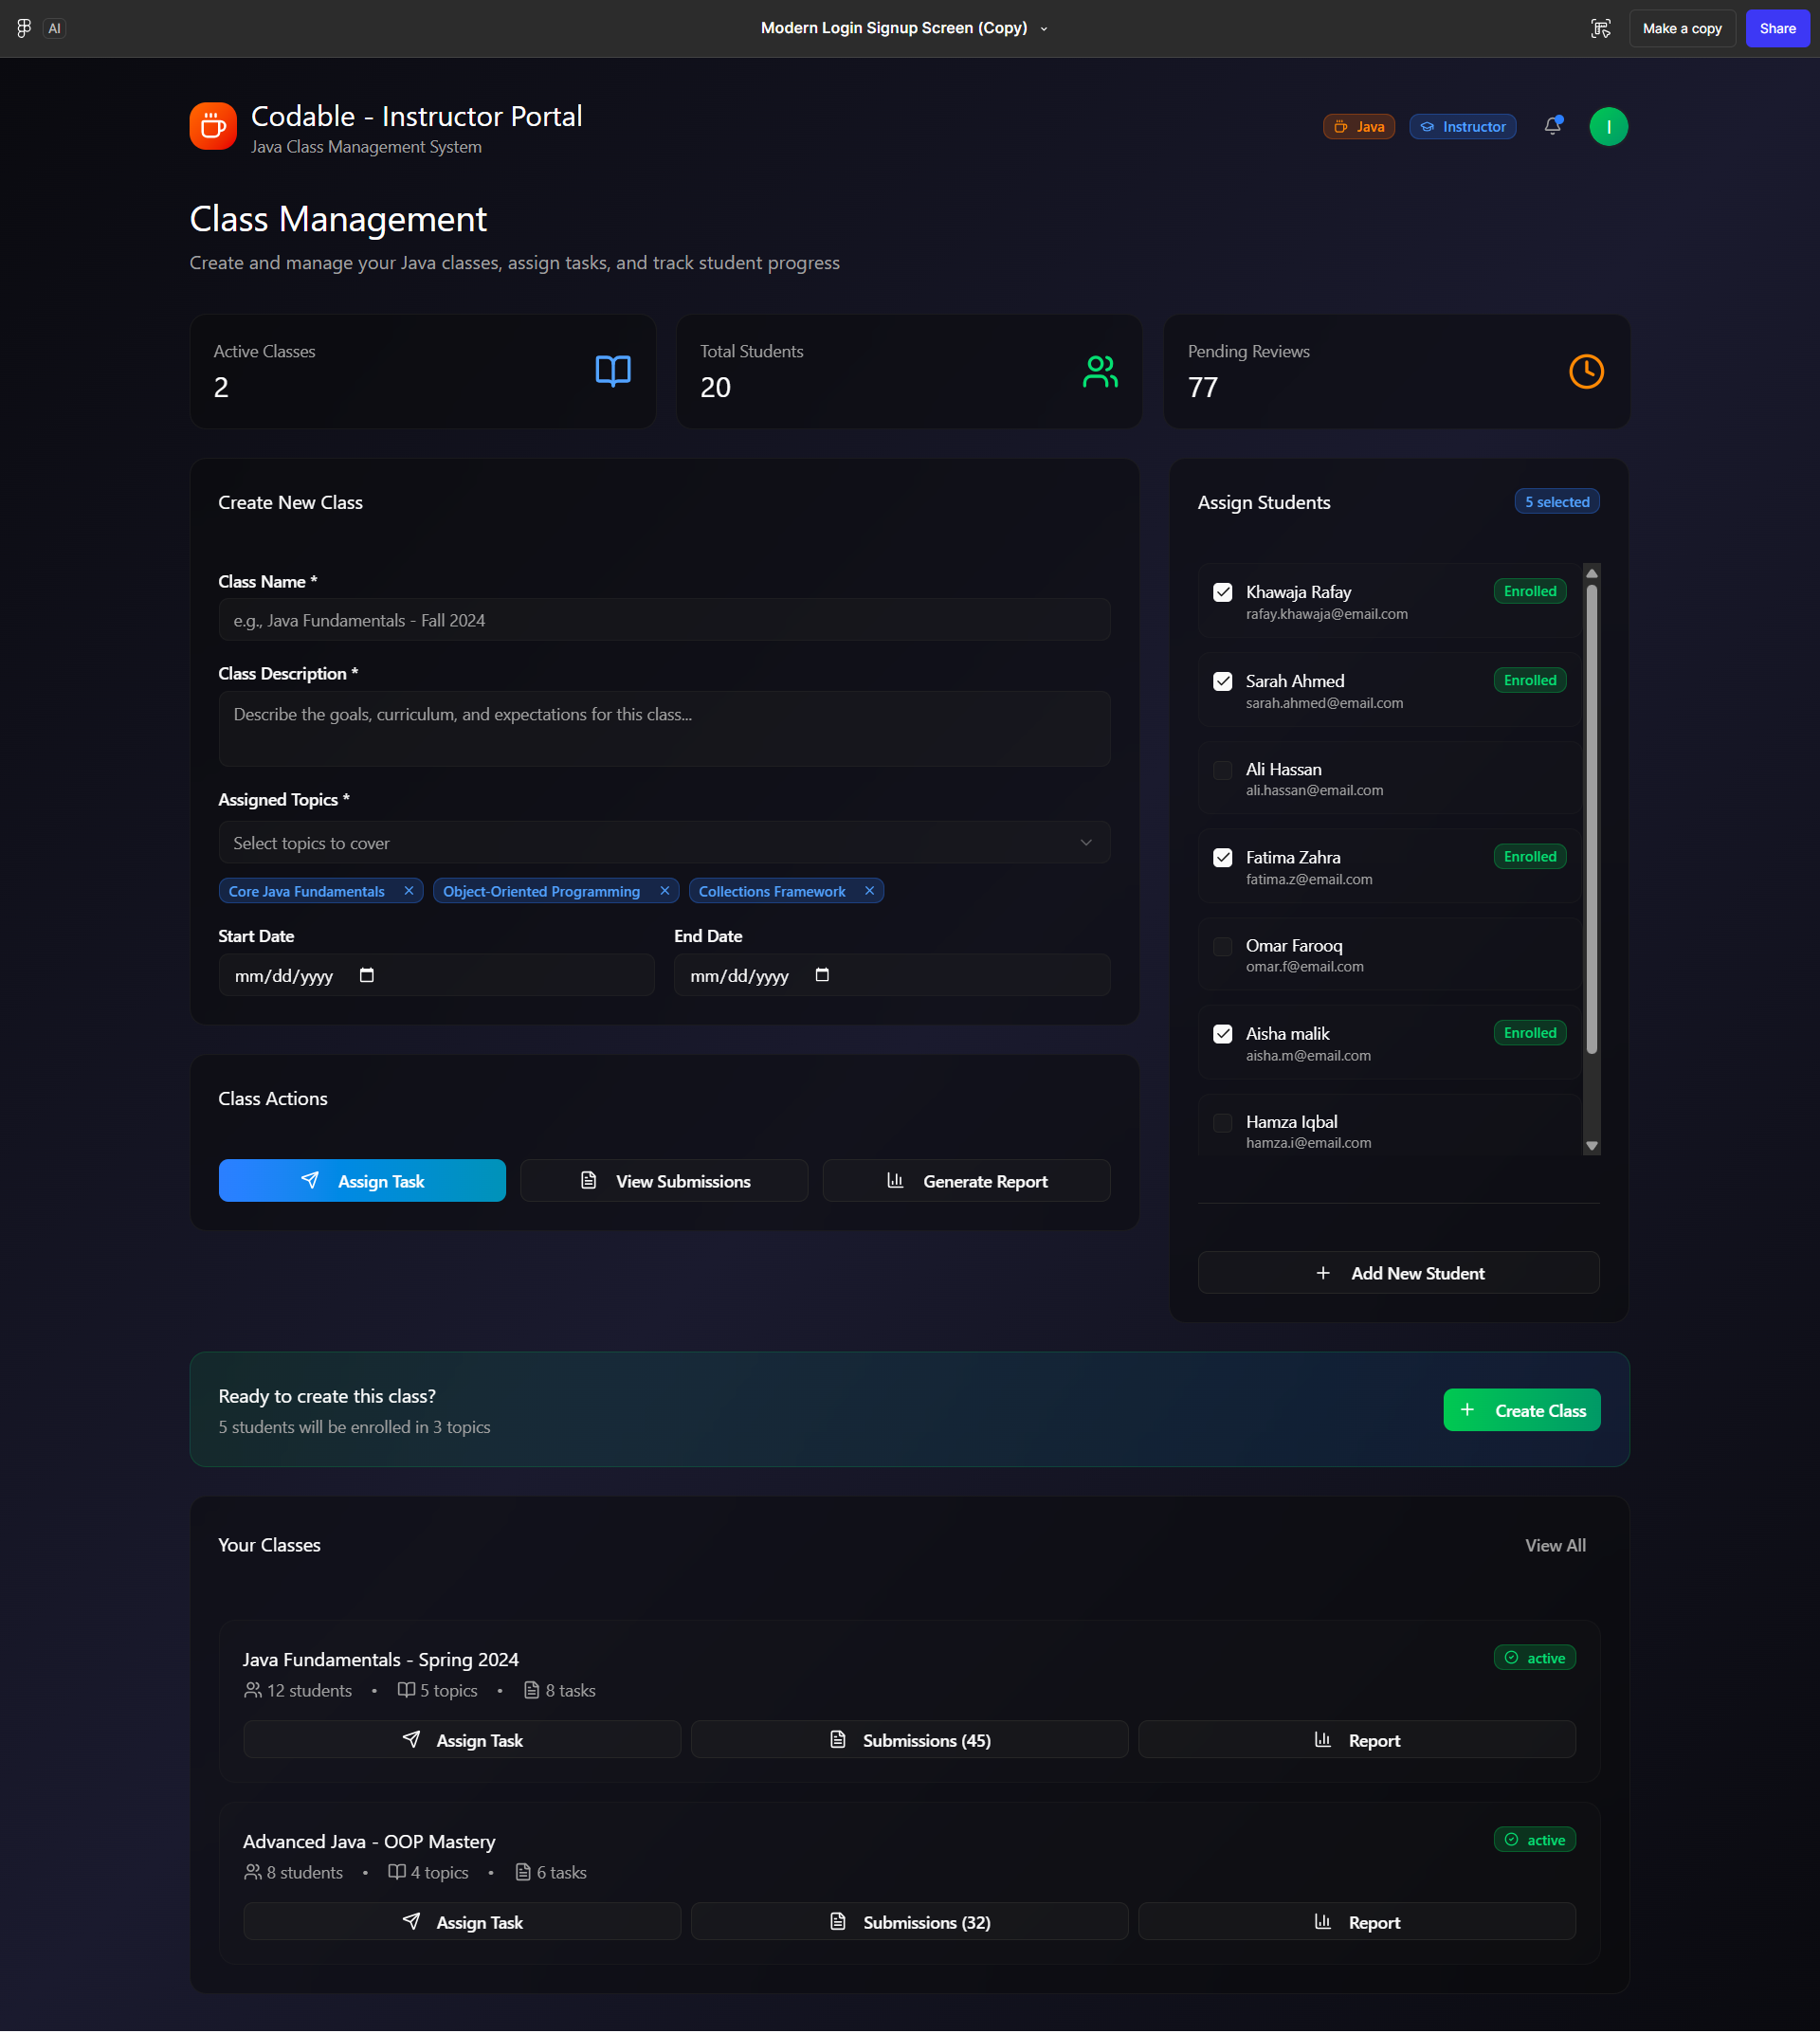 AI
Modern Login Signup Screen (Copy)
Make a copy
Share
Codable - Instructor Portal
Java Class Management System
Java
Instructor
I
Class Management
Create and manage your Java classes, assign tasks, and track student progress
Active Classes
2
Total Students
20
Pending Reviews
77
Create New Class
Class Name *
e.g., Java Fundamentals - Fall 2024
Class Description *
Describe the goals, curriculum, and expectations for this class...
Assigned Topics *
Select topics to cover
Core Java Fundamentals
Object-Oriented Programming
Collections Framework
Start Date
End Date
mm/dd/yyyy
mm/dd/yyyy
Class Actions
Assign Task
View Submissions
Generate Report
Assign Students
5 selected
Khawaja Rafay
Enrolled
rafay.khawaja@email.com
Sarah Ahmed
Enrolled
sarah.ahmed@email.com
Ali Hassan
ali.hassan@email.com
Fatima Zahra
Enrolled
fatima.z@email.com
Omar Farooq
omar.f@email.com
Aisha malik
Enrolled
aisha.m@email.com
Hamza Iqbal
hamza.i@email.com
Add New Student
Ready to create this class?
5 students will be enrolled in 3 topics
Create Class
Your Classes
View All
Java Fundamentals - Spring 2024
active
12 students • 5 topics • 8 tasks
Assign Task
Submissions (45)
Report
Advanced Java - OOP Mastery
active
8 students • 4 topics • 6 tasks
Assign Task
Submissions (32)
Report